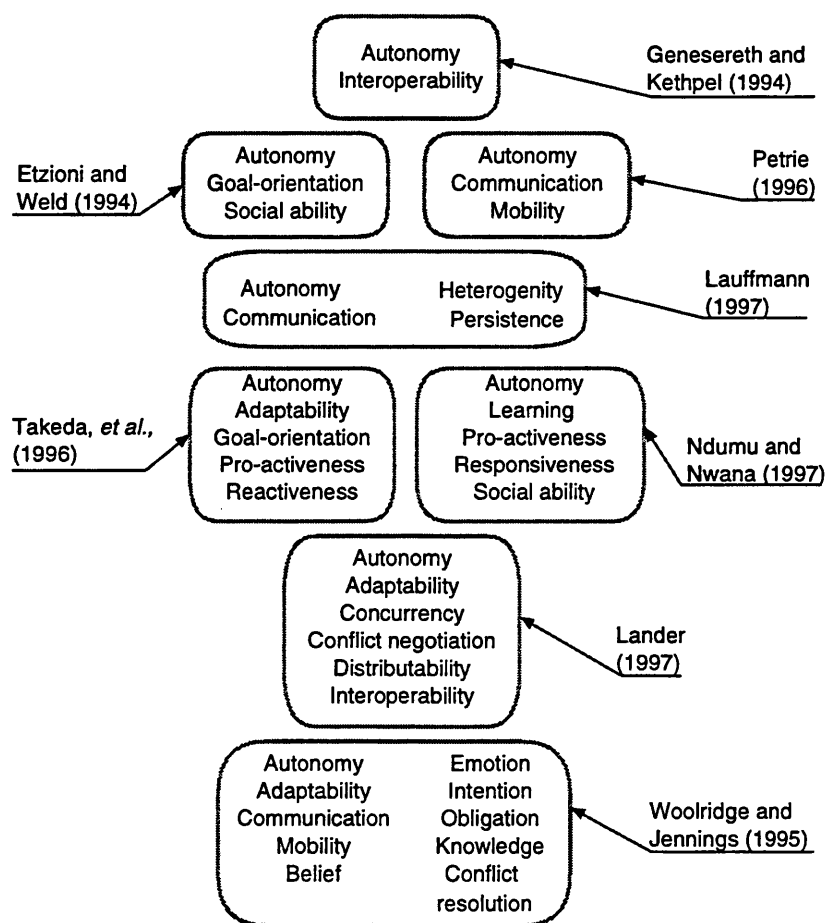 Autonomy
Interoperability
Genesereth and
Kethpel (1994)
Etzioni and
Weld (1994)
Autonomy
Goal-orientation
Social ability
Autonomy
Communication
Mobility
Petrie
(1996)
Autonomy
Communication
Heterogenity
Persistence
Lauffmann
(1997)
Takeda, et al.,
(1996)
Autonomy
Adaptability
Goal-orientation
Pro-activeness
Reactiveness
Autonomy
Learning
Pro-activeness
Responsiveness
Social ability
Ndumu and
Nwana (1997)
Autonomy
Adaptability
Concurrency
Conflict negotiation
Distributability
Interoperability
Lander
(1997)
Autonomy
Adaptability
Communication
Mobility
Belief
Emotion
Intention
Obligation
Knowledge
Conflict
resolution
Woolridge and
Jennings (1995)